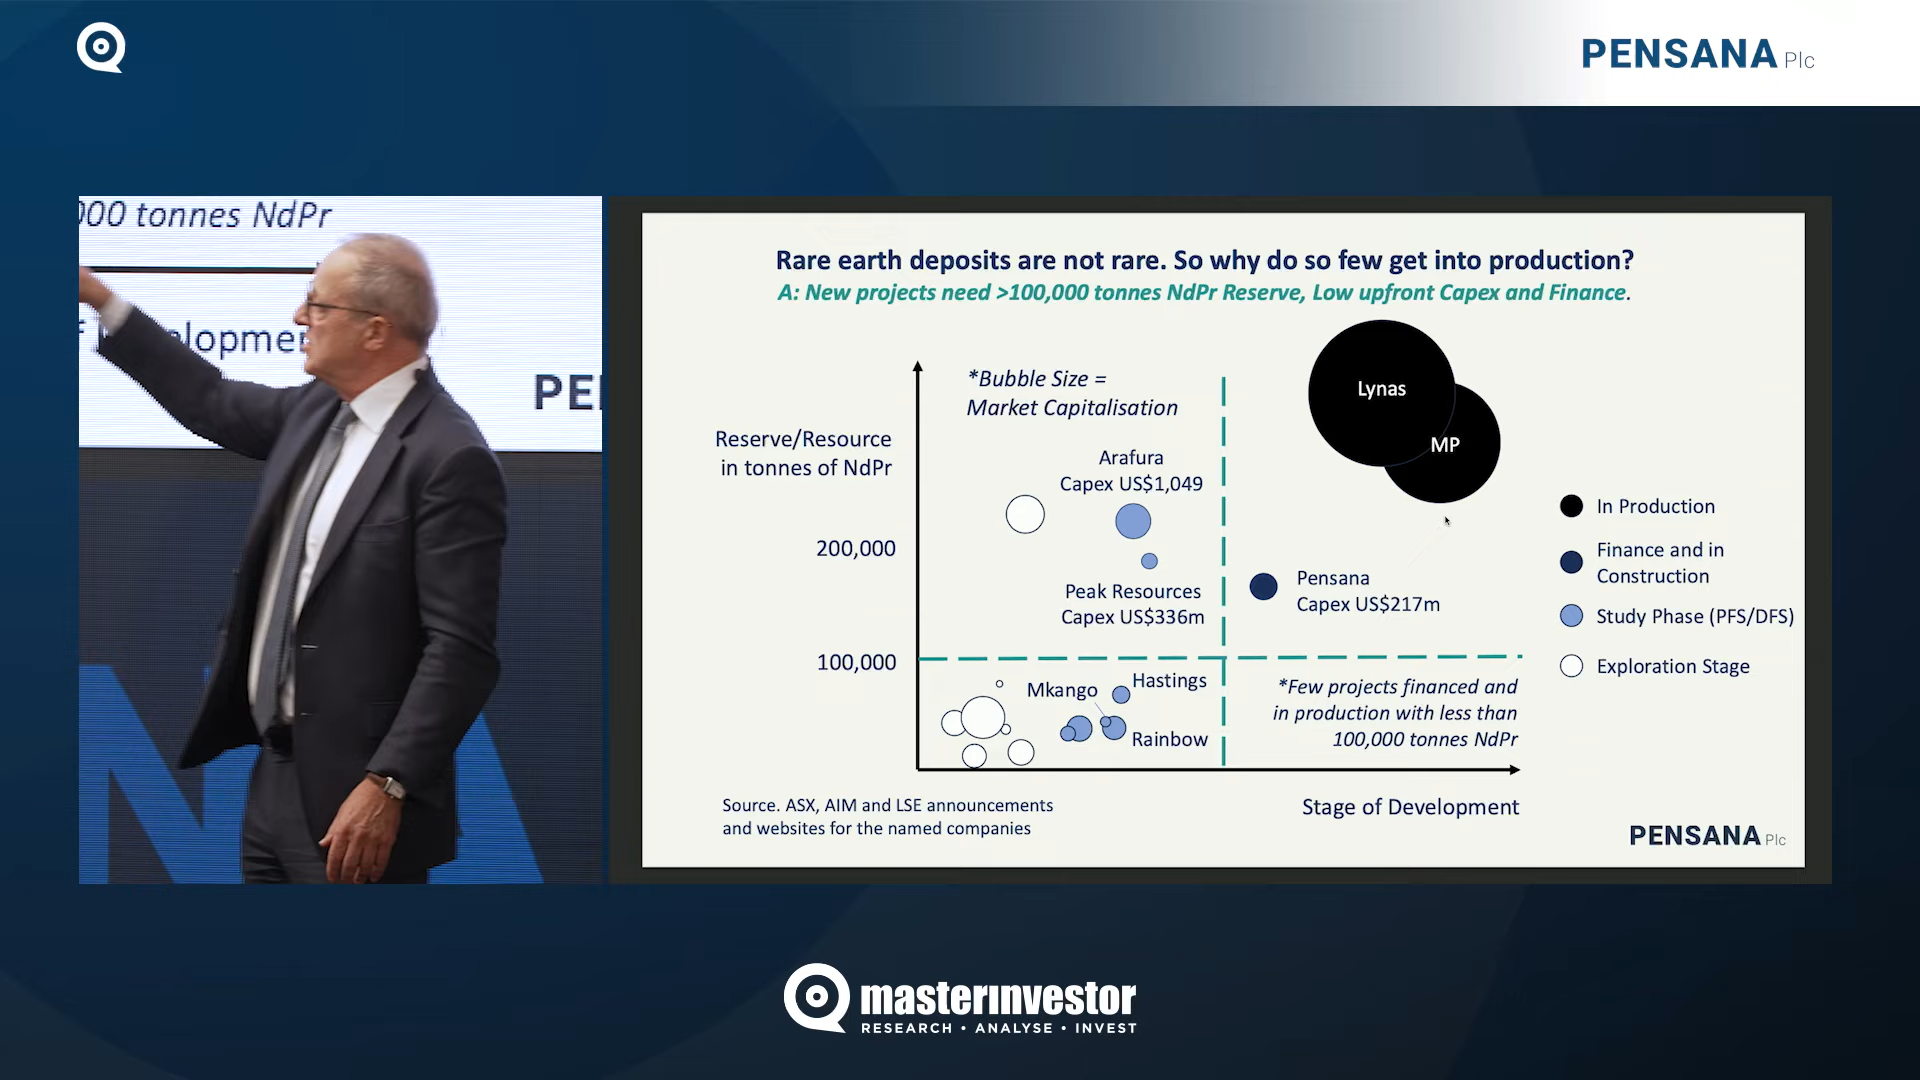 PENSANA Plc
000 tonnes NdPr
PE
Rare earth deposits are not rare. So why do so few get into production?
A: New projects need >100,000 tonnes NdPr Reserve, Low upfront Capex and Finance.
*Bubble Size =
Market Capitalisation
Reserve/Resource
in tonnes of NdPr
200,000
100,000
Arafura
Capex US$1,049
Peak Resources
Capex US$336m
Lynas
MP
Pensana
Capex US$217m
Mkango
Hastings
Rainbow
*Few projects financed and
in production with less than
100,000 tonnes NdPr
In Production
Finance and in
Construction
Study Phase (PFS/DFS)
Exploration Stage
Source. ASX, AIM and LSE announcements
and websites for the named companies
Stage of Development
PENSANA Plc
masterinvestor
RESEARCH • ANALYSE • INVEST